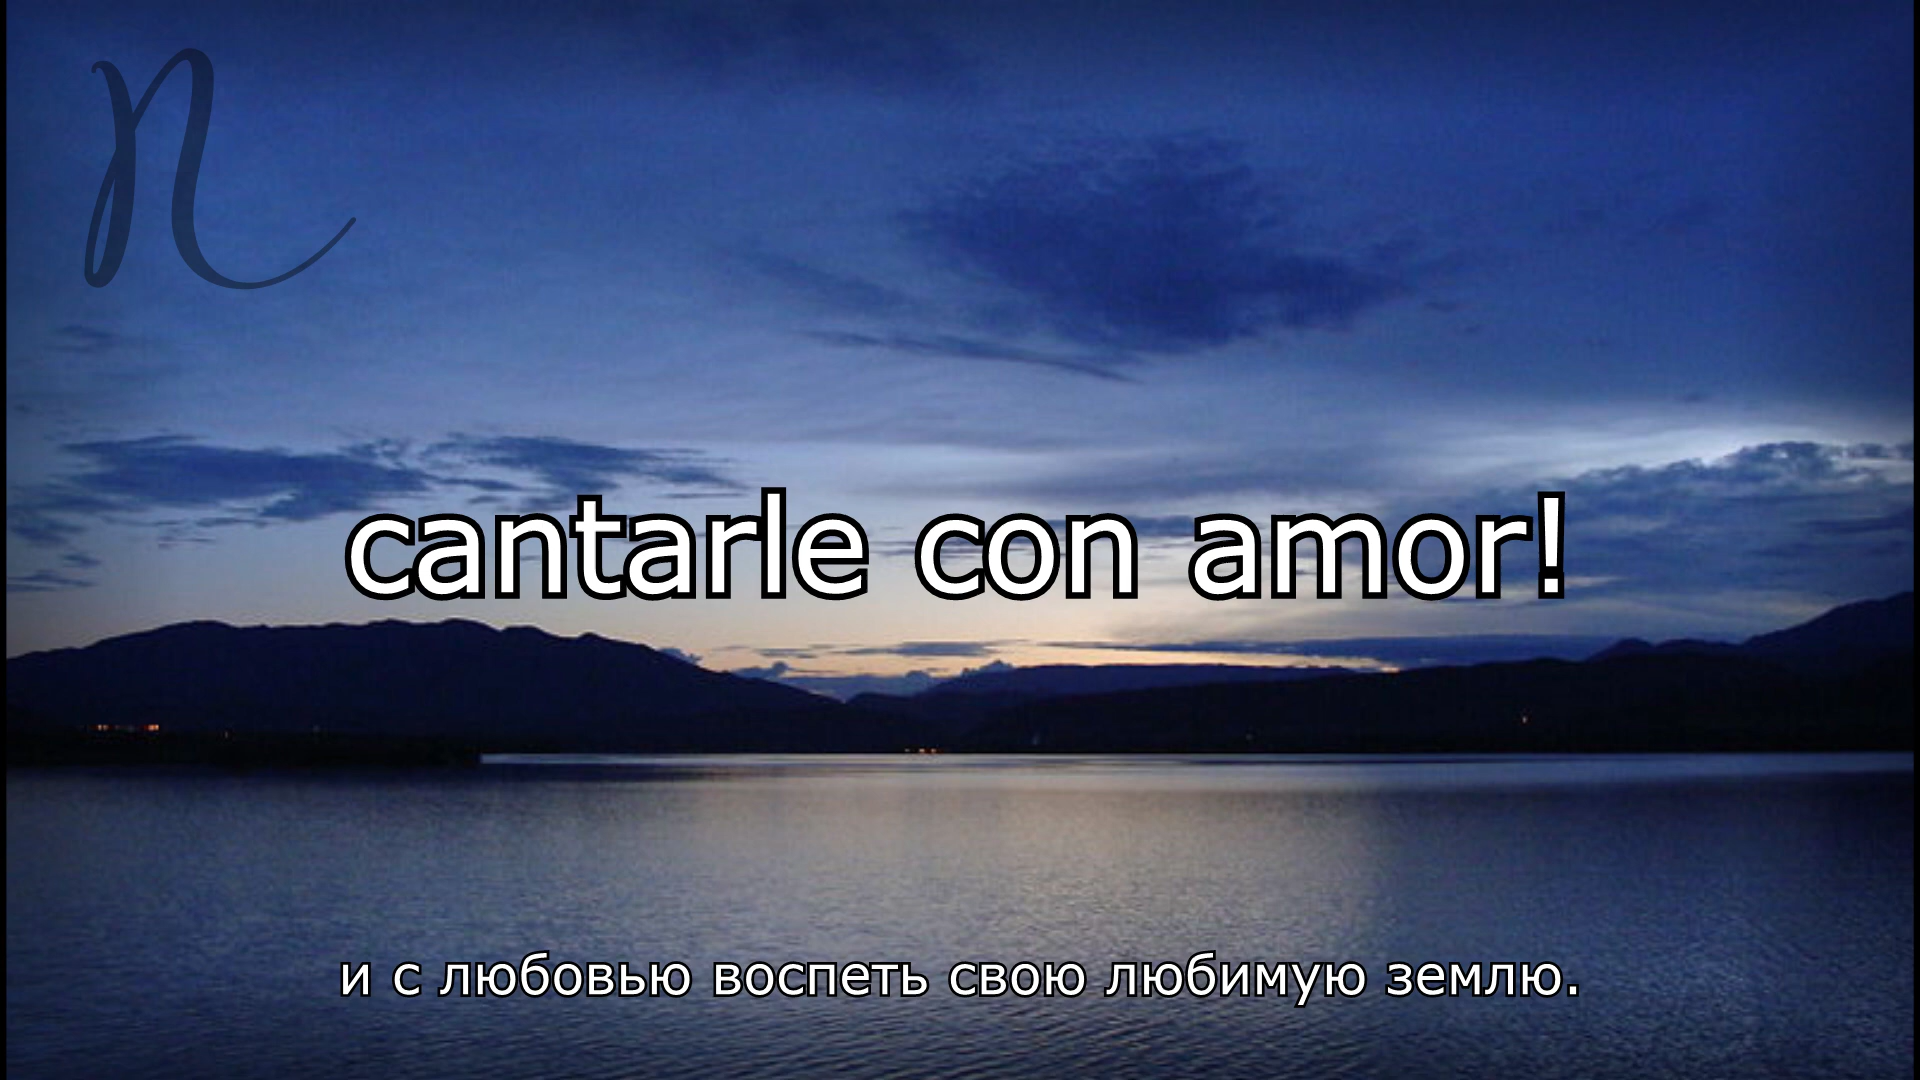 n
cantarle con amor!
и с любовью воспеть свою любимую землю.